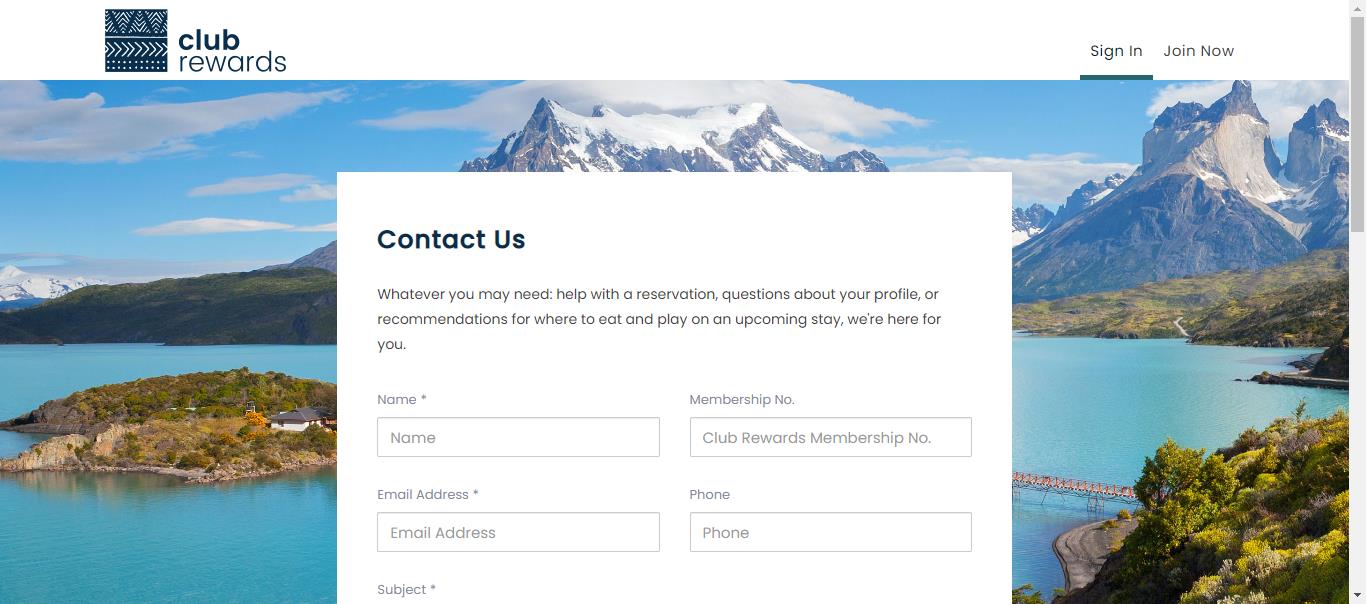 club
rewards
Sign In
Join Now
Contact Us
Whatever you may need: help with a reservation, questions about your profile, or
recommendations for where to eat and play on an upcoming stay, we're here for
you.
Name *
Membership No.
Name
Club Rewards Membership No.
Email Address *
Phone
Email Address
Phone
Subject *